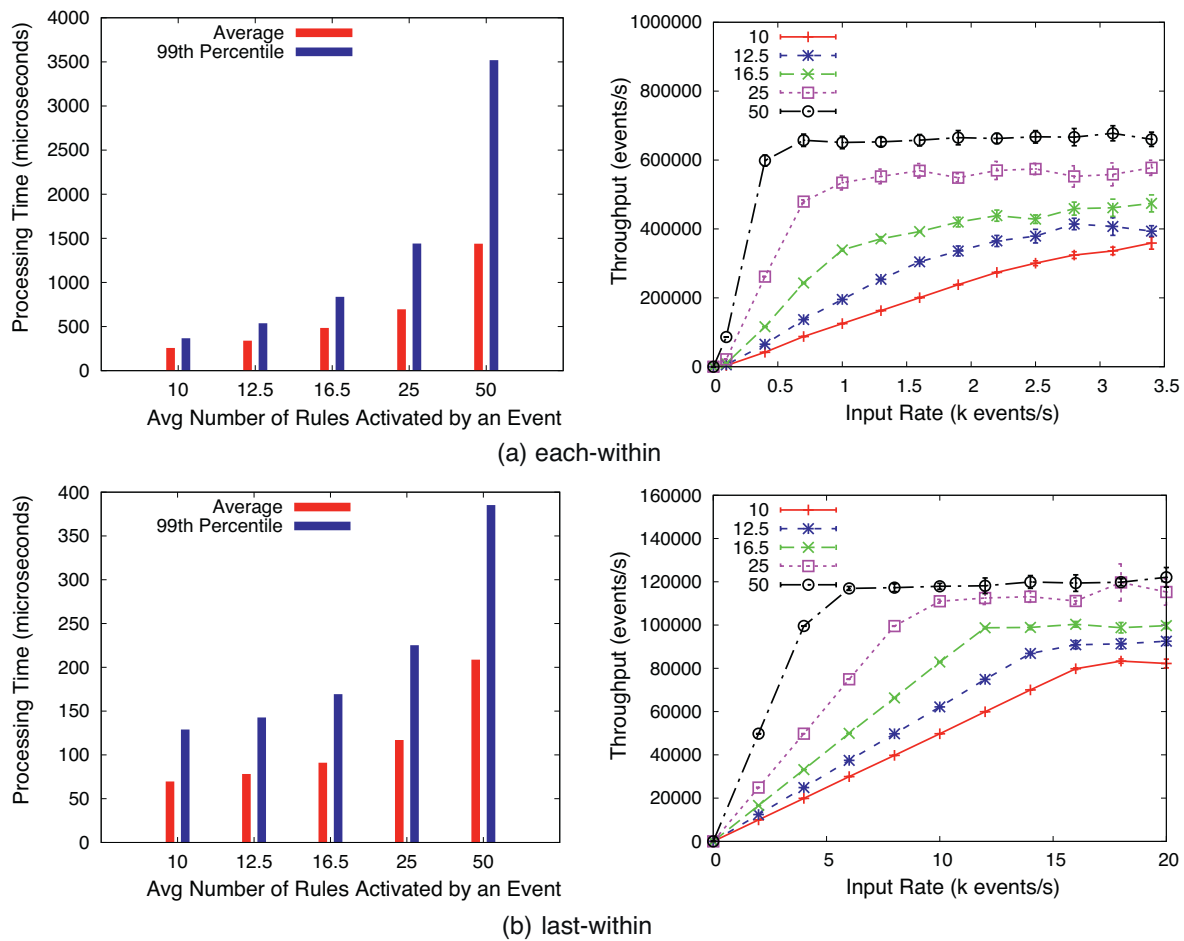 4000
3500
3000
2500
2000
1500
1000
500
0
Processing Time (microseconds)
Average
99th Percentile
10 12.5 16.5 25 50
Avg Number of Rules Activated by an Event
1000000
800000
600000
400000
200000
0
Throughput (events/s)
10
12.5
16.5
25
50
0 0.5 1 1.5 2 2.5 3 3.5
Input Rate (k events/s)
(a) each-within
400
350
300
250
200
150
100
50
0
Processing Time (microseconds)
Average
99th Percentile
10 12.5 16.5 25 50
Avg Number of Rules Activated by an Event
160000
140000
120000
100000
80000
60000
40000
20000
0
Throughput (events/s)
10
12.5
16.5
25
50
0 5 10 15 20
Input Rate (k events/s)
(b) last-within